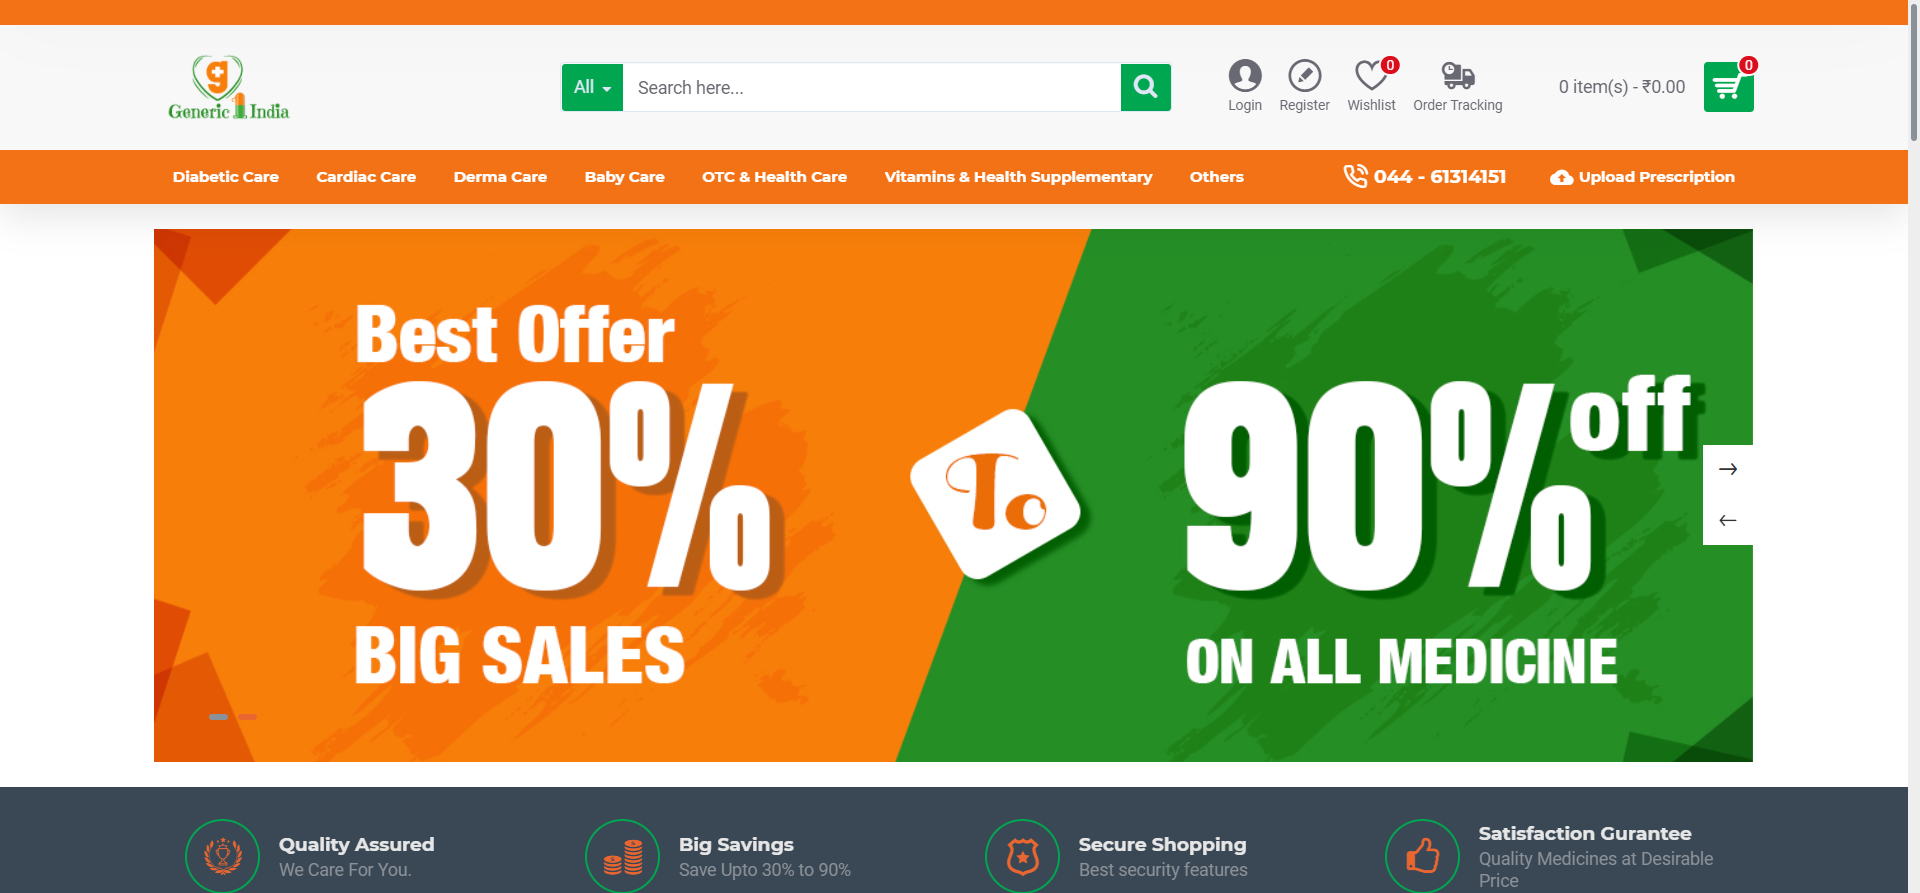 Generic India
All
Search here...
Login
Register
0
Wishlist
Order Tracking
0 item(s) - ₹0.00
0
Diabetic Care
Cardiac Care
Derma Care
Baby Care
OTC & Health Care
Vitamins & Health Supplementary
Others
044 - 61314151
Upload Prescription
Best Offer
30%
BIG SALES
To
90% off
ON ALL MEDICINE
Quality Assured
We Care For You.
Big Savings
Save Upto 30% to 90%
Secure Shopping
Best security features
Satisfaction Gurantee
Quality Medicines at Desirable
Price